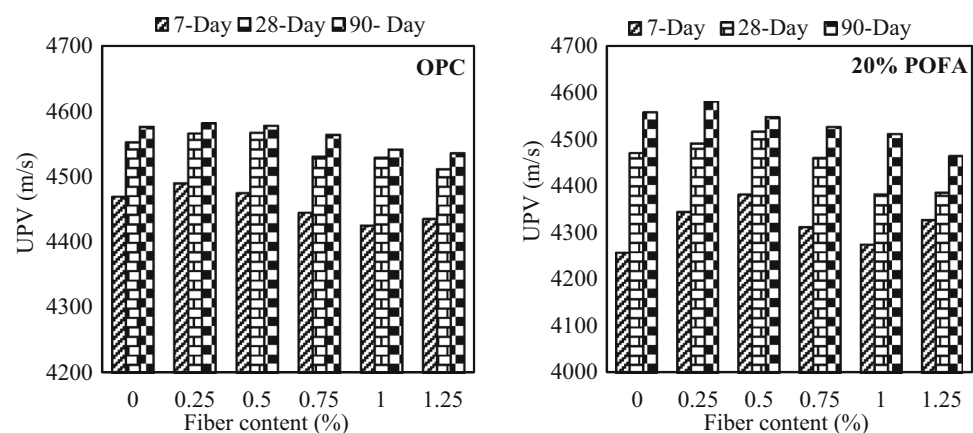 7-Day 28-Day 90- Day
OPC
UPV (m/s)
4700
4600
4500
4400
4300
4200
0 0.25 0.5 0.75 1 1.25
Fiber content (%)
7-Day 28-Day 90-Day
20% POFA
UPV (m/s)
4700
4600
4500
4400
4300
4200
4100
4000
0 0.25 0.5 0.75 1 1.25
Fiber content (%)